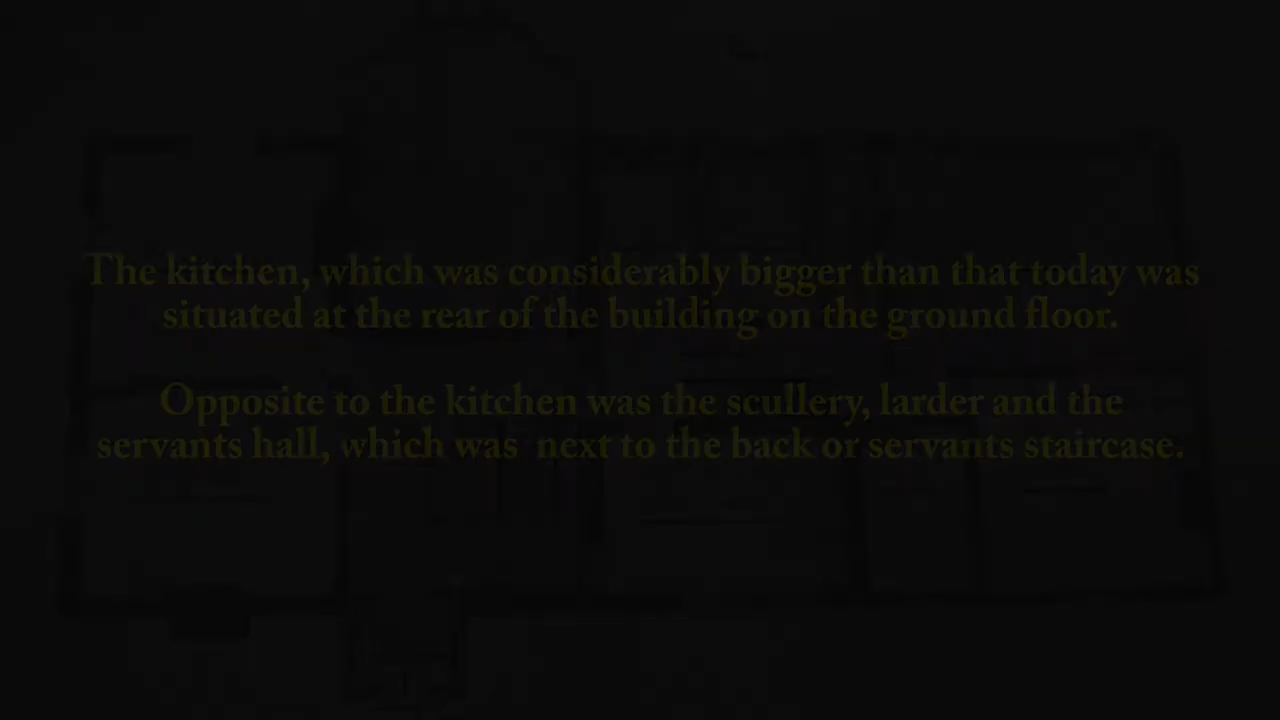 The kitchen, which was considerably bigger than that today was
situated at the rear of the building on the ground floor.
Opposite to the kitchen was the scullery, larder and the
servants hall, which was  next to the back or servants staircase.